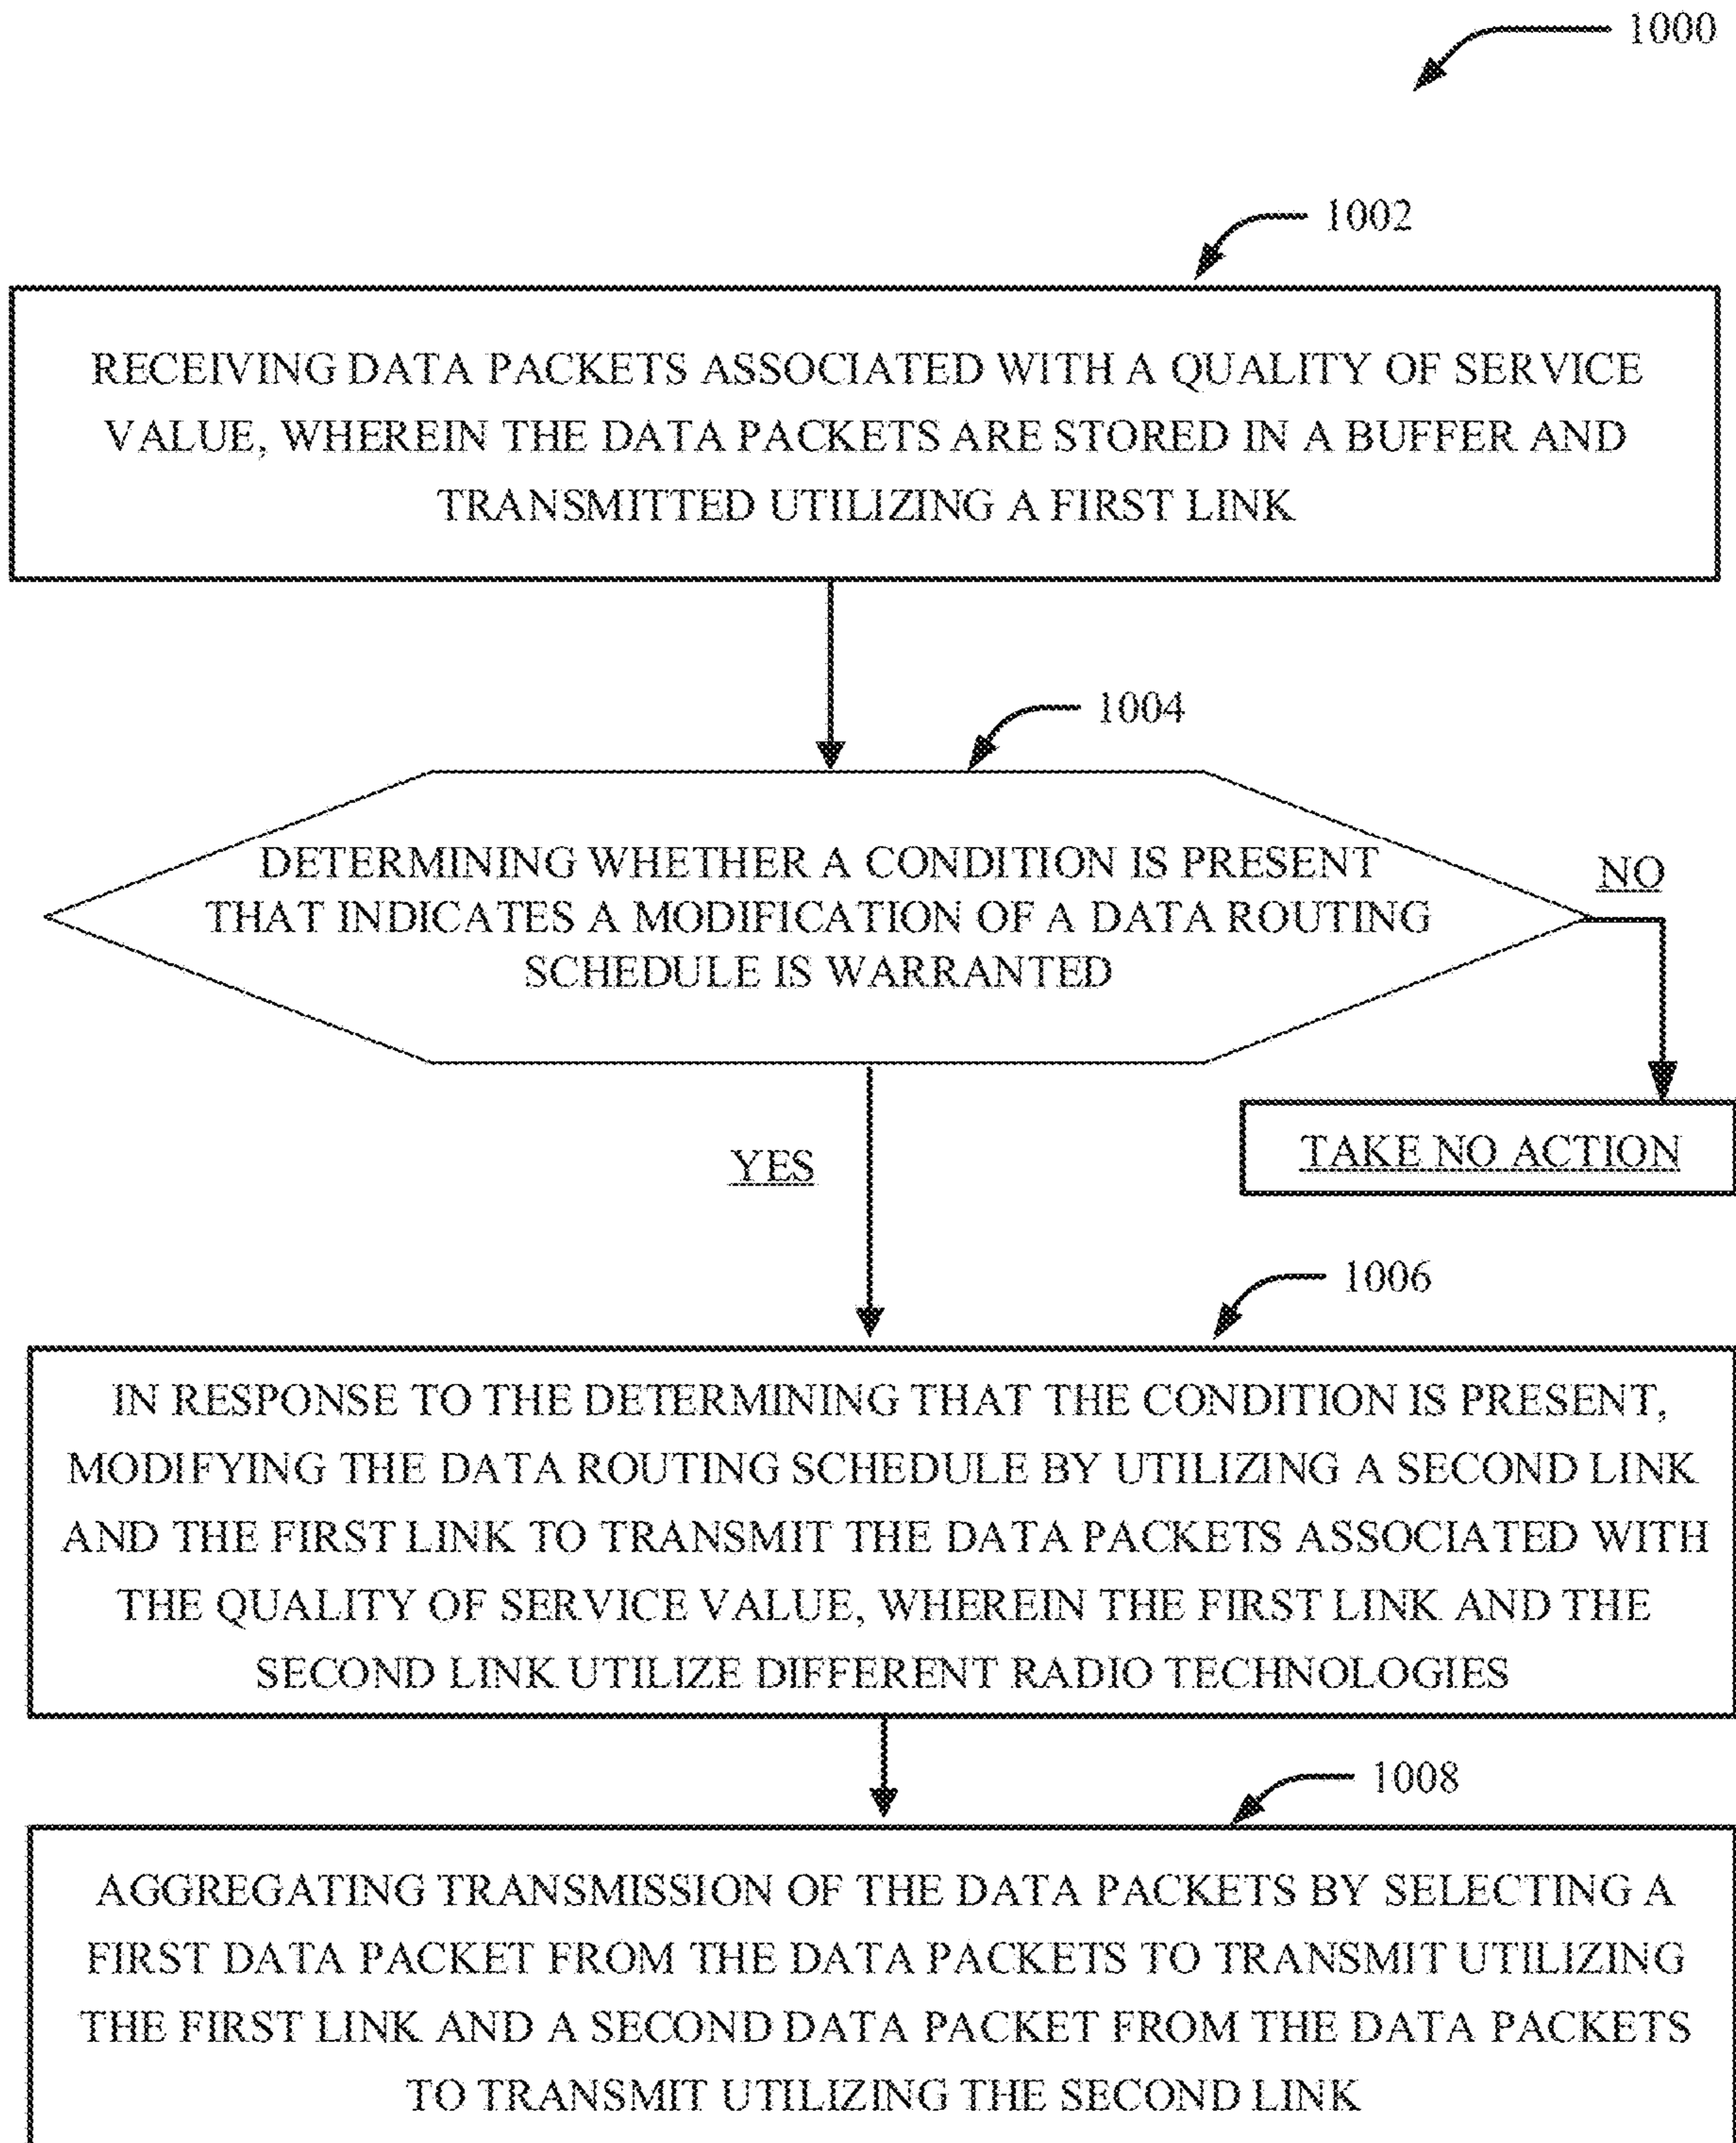 1000
1002
RECEIVING DATA PACKETS ASSOCIATED WITH A QUALITY OF SERVICE
VALUE, WHEREIN THE DATA PACKETS ARE STORED IN A BUFFER AND
TRANSMITTED UTILIZING A FIRST LINK
1004
DETERMINING WHETHER A CONDITION IS PRESENT
THAT INDICATES A MODIFICATION OF A DATA ROUTING
SCHEDULE IS WARRANTED
NO
TAKE NO ACTION
YES
1006
IN RESPONSE TO THE DETERMINING THAT THE CONDITION IS PRESENT,
MODIFYING THE DATA ROUTING SCHEDULE BY UTILIZING A SECOND LINK
AND THE FIRST LINK TO TRANSMIT THE DATA PACKETS ASSOCIATED WITH
THE QUALITY OF SERVICE VALUE, WHEREIN THE FIRST LINK AND THE
SECOND LINK UTILIZE DIFFERENT RADIO TECHNOLOGIES
1008
AGGREGATING TRANSMISSION OF THE DATA PACKETS BY SELECTING A
FIRST DATA PACKET FROM THE DATA PACKETS TO TRANSMIT UTILIZING
THE FIRST LINK AND A SECOND DATA PACKET FROM THE DATA PACKETS
TO TRANSMIT UTILIZING THE SECOND LINK